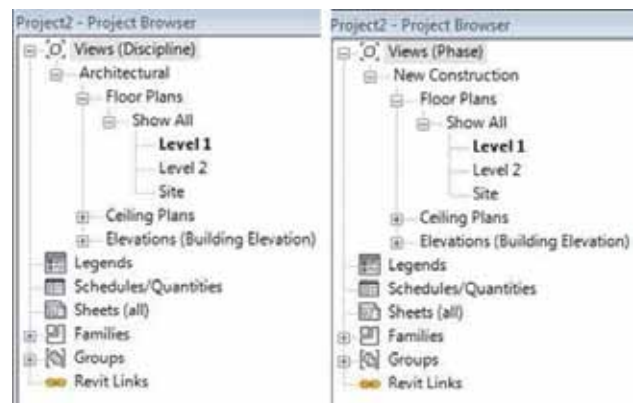 Project2 - Project Browser
Views (Discipline)
Architectural
Floor Plans
Show All
Level 1
Level 2
Site
Ceiling Plans
Elevations (Building Elevation)
Legends
Schedules/Quantities
Sheets (all)
Families
Groups
Revit Links
Project2 - Project Browser
Views (Phase)
New Construction
Floor Plans
Show All
Level 1
Level 2
Site
Ceiling Plans
Elevations (Building Elevation)
Legends
Schedules/Quantities
Sheets (all)
Families
Groups
Revit Links